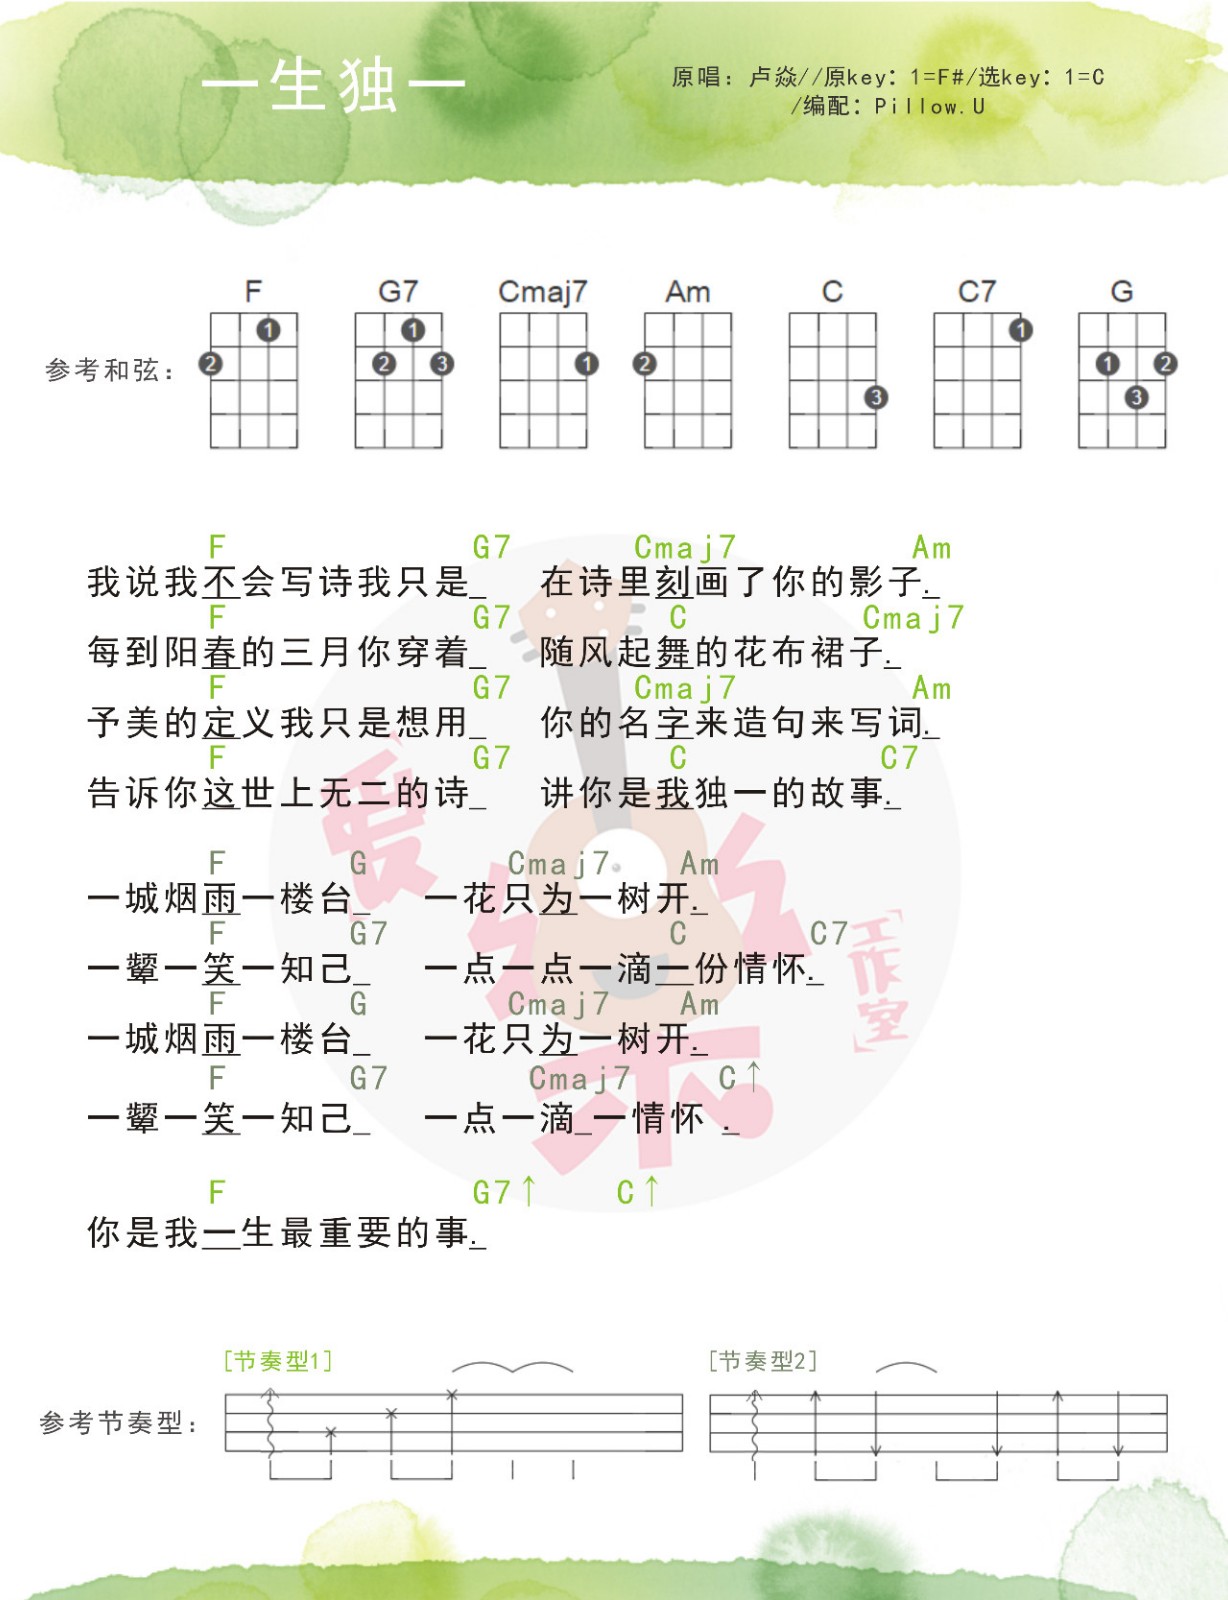 一生独一
原唱：卢焱//原key：1=F#/选key：1=C
/编配：Pillow.U
F G7 Cmaj7 Am C C7 G
参考和弦：
1 1 1
2 2 3 1 2 1 2
3 3
F G7 Cmaj7 Am
我说我不会写诗我只是_ 在诗里刻画了你的影子._
F G7 C Cmaj7
每到阳春的三月你穿着_ 随风起舞的花布裙子._
F G7 Cmaj7 Am
予美的定义我只是想用_ 你的名字来造句来写词._
F G7 C C7
告诉你这世上无二的诗_ 讲你是我独一的故事._
F G Cmaj7 Am
一城烟雨一楼台_ 一花只为一树开._
F G7 C C7
一颦一笑一知己_ 一点一点一滴一份情怀._
F G Cmaj7 Am
一城烟雨一楼台_ 一花只为一树开._
F G7 Cmaj7 C↑
一颦一笑一知己_ 一点一滴_一情怀 ._
F G7↑ C↑
你是我一生最重要的事._
爱丝乐
[工作室]
[节奏型1] [节奏型2]
参考节奏型：